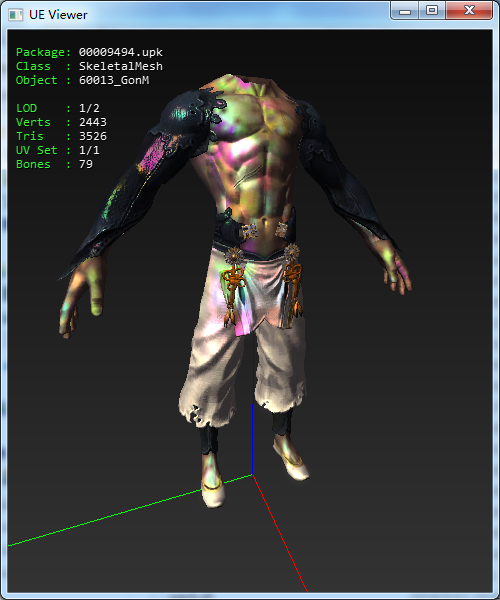 UE Viewer
Package: 00009494.upk
Class : SkeletalMesh
Object : 60013_GonM
LOD : 1/2
Verts : 2443
Tris : 3526
UV Set : 1/1
Bones : 79